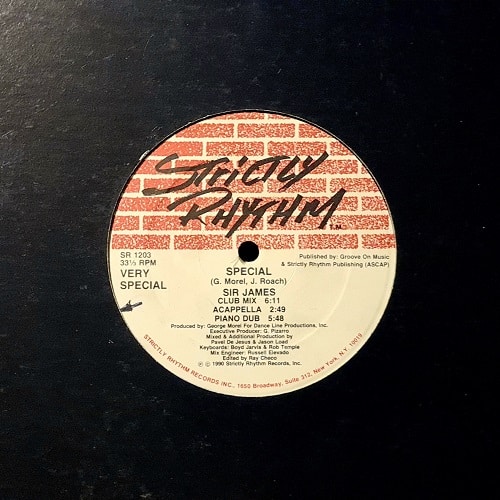 STRICTLY
RHYTHM
T.M.
SR 1203
33⅓ RPM
VERY
SPECIAL
Published by: Groove On Music
& Strictly Rhythm Publishing (ASCAP)
SPECIAL
(G. Morel, J. Roach)
SIR JAMES
CLUB MIX 6:11
ACAPPELLA 2:49
PIANO DUB 5:48
Produced by: George Morel For Dance Line Productions, Inc.
Executive Producer: G. Pizarro
Mixed & Additional Production by
Pavel De Jesus & Jason Load
Keyboards: Boyd Jarvis & Rob Temple
Mix Engineer: Russell Elevado
Edited by Ray Checo
℗ © 1990 Strictly Rhythm Records, Inc.
STRICTLY RHYTHM RECORDS INC., 1650 Broadway, Suite 312, New York, N.Y. 10019